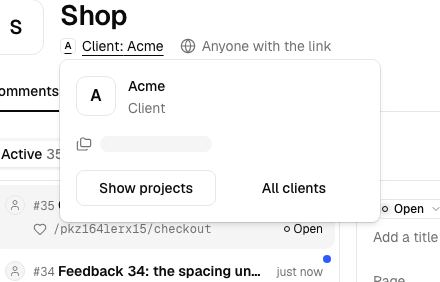 S
Shop
A Client: Acme Anyone with the link
omments
A
Acme
Client
Active 35
Show projects All clients
#35
/pkz164lerx15/checkout Open
Open
Add a title
#34 Feedback 34: the spacing un... just now
Page